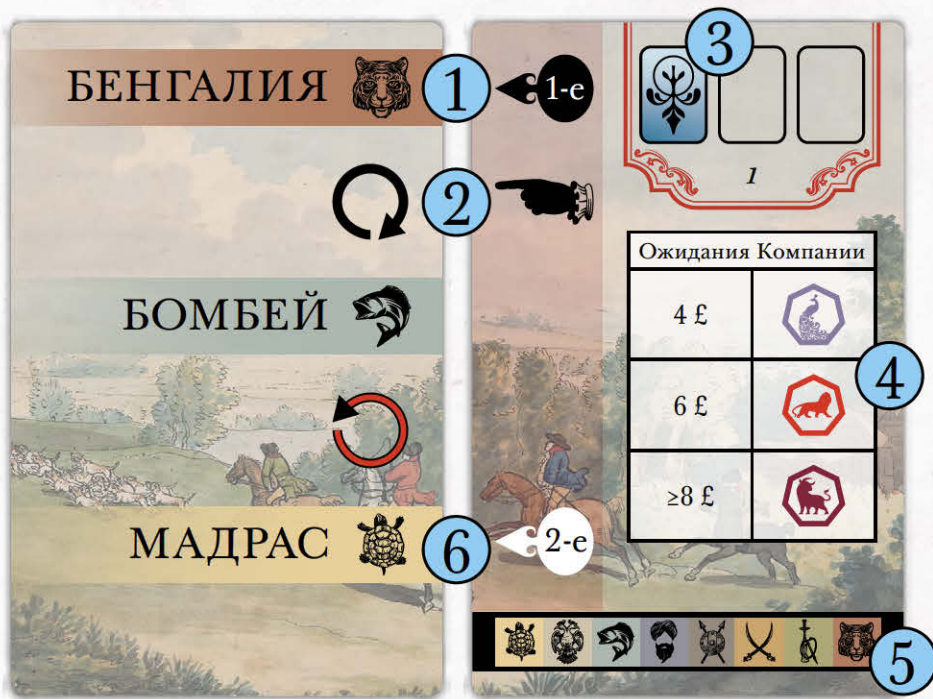 БЕНГАЛИЯ
1
1-е
3
2
1
Ожидания Компании
БОМБЕЙ
4 £
6 £
4
≥8 £
МАДРАС
6
2-е
5